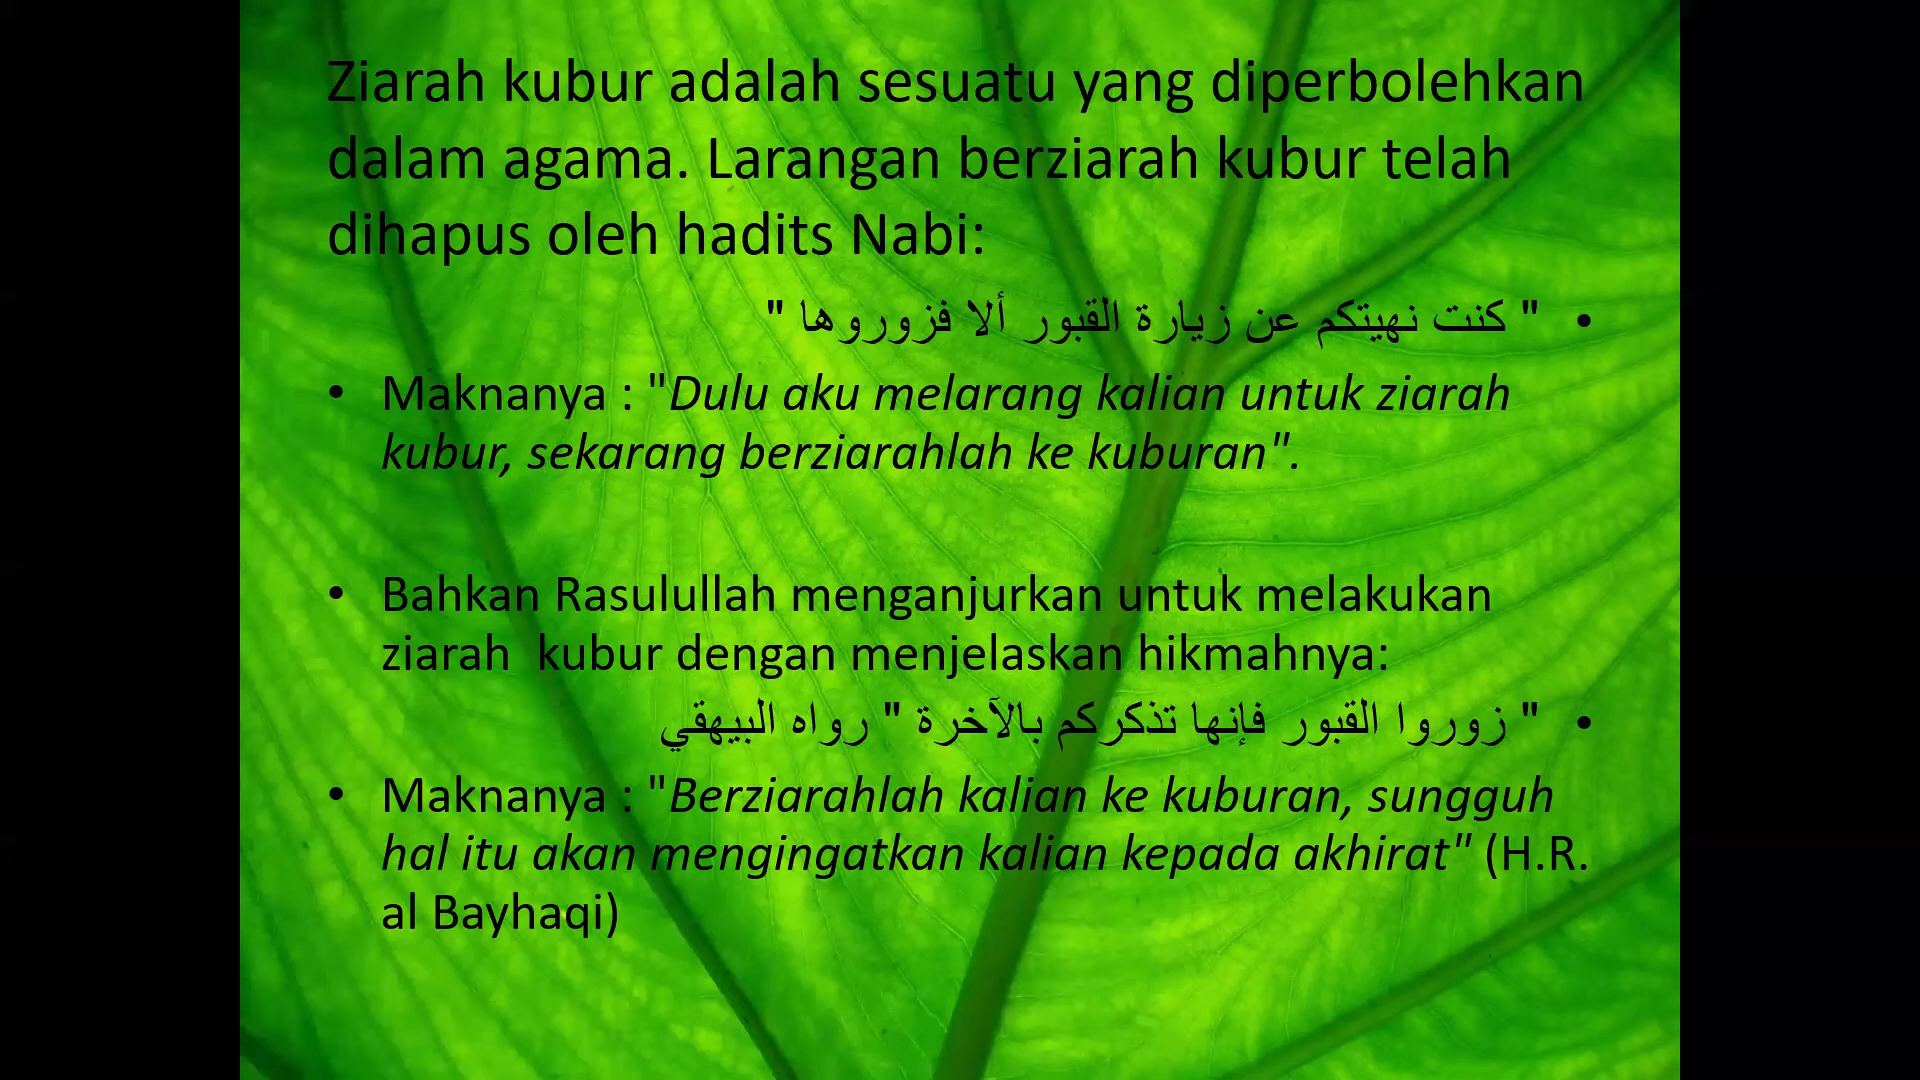 Ziarah kubur adalah sesuatu yang diperbolehkan
dalam agama. Larangan berziarah kubur telah
dihapus oleh hadits Nabi:
• " كنت نهيتكم عن زيارة القبور ألا فزوروها "
• Maknanya : "Dulu aku melarang kalian untuk ziarah
kubur, sekarang berziarahlah ke kuburan".
• Bahkan Rasulullah menganjurkan untuk melakukan
ziarah  kubur dengan menjelaskan hikmahnya:
• " زوروا القبور فإنها تذكركم بالآخرة " رواه البيهقي
• Maknanya : "Berziarahlah kalian ke kuburan, sungguh
hal itu akan mengingatkan kalian kepada akhirat" (H.R.
al Bayhaqi)